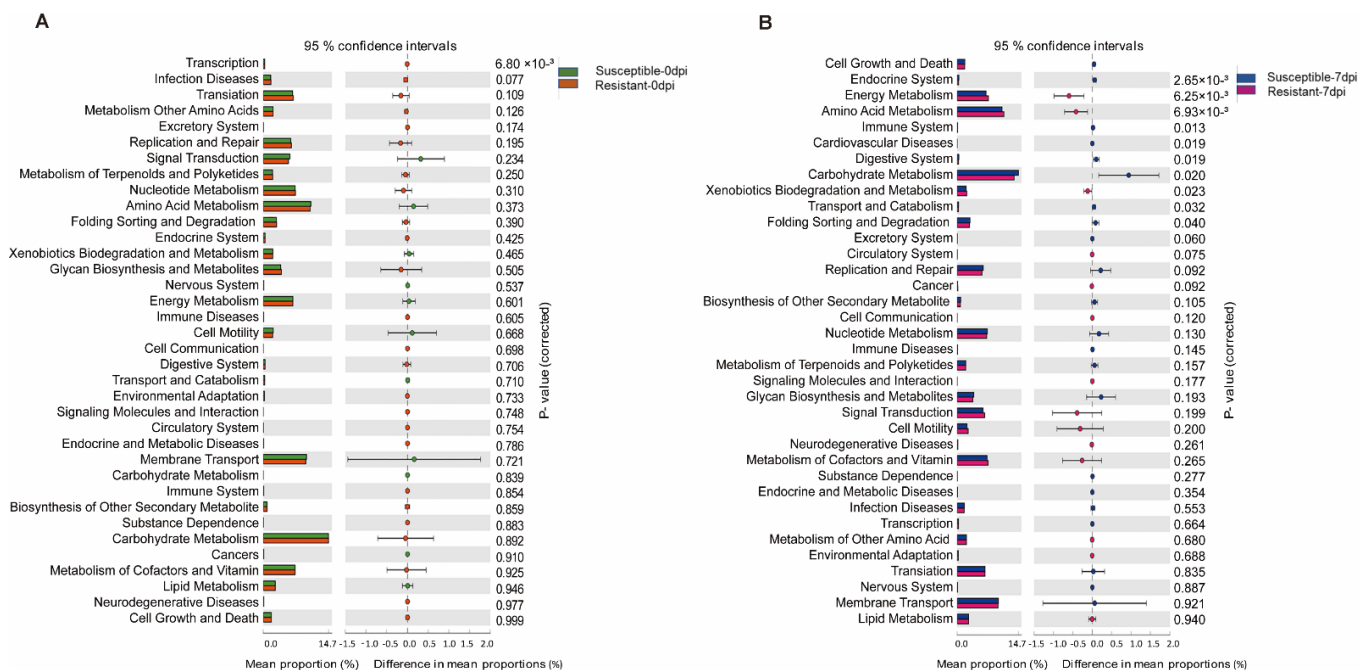 A
95 % confidence intervals
Transcription 6.80 ×10⁻³
Infection Diseases 0.077
Transiation 0.109
Metabolism Other Amino Acids 0.126
Excretory System 0.174
Replication and Repair 0.195
Signal Transduction 0.234
Metabolism of Terpenolds and Polyketides 0.250
Nucleotide Metabolism 0.310
Amino Acid Metabolism 0.373
Folding Sorting and Degradation 0.390
Endocrine System 0.425
Xenobiotics Biodegradation and Metabolism 0.465
Glycan Biosynthesis and Metabolites 0.505
Nervous System 0.537
Energy Metabolism 0.601
Immune Diseases 0.605
Cell Motility 0.668
Cell Communication 0.698
Digestive System 0.706
Transport and Catabolism 0.710
Environmental Adaptation 0.733
Signaling Molecules and Interaction 0.748
Circulatory System 0.754
Endocrine and Metabolic Diseases 0.786
Membrane Transport 0.721
Carbohydrate Metabolism 0.839
Immune System 0.854
Biosynthesis of Other Secondary Metabolite 0.859
Substance Dependence 0.883
Carbohydrate Metabolism 0.892
Cancers 0.910
Metabolism of Cofactors and Vitamin 0.925
Lipid Metabolism 0.946
Neurodegenerative Diseases 0.977
Cell Growth and Death 0.999
0.0 14.7 -1.5 -1.0 -0.5 0.0 0.5 1.0 1.5 2.0
Mean proportion (%) Difference in mean proportions (%)
P- value (corrected)
Susceptible-0dpi
Resistant-0dpi
B
95 % confidence intervals
Cell Growth and Death
Endocrine System 2.65×10⁻³
Energy Metabolism 6.25×10⁻³
Amino Acid Metabolism 6.93×10⁻³
Immune System 0.013
Cardiovascular Diseases 0.019
Digestive System 0.019
Carbohydrate Metabolism 0.020
Xenobiotics Biodegradation and Metabolism 0.023
Transport and Catabolism 0.032
Folding Sorting and Degradation 0.040
Excretory System 0.060
Circulatory System 0.075
Replication and Repair 0.092
Cancer 0.092
Biosynthesis of Other Secondary Metabolite 0.105
Cell Communication 0.120
Nucleotide Metabolism 0.130
Immune Diseases 0.145
Metabolism of Terpenoids and Polyketides 0.157
Signaling Molecules and Interaction 0.177
Glycan Biosynthesis and Metabolites 0.193
Signal Transduction 0.199
Cell Motility 0.200
Neurodegenerative Diseases 0.261
Metabolism of Cofactors and Vitamin 0.265
Substance Dependence 0.277
Endocrine and Metabolic Diseases 0.354
Infection Diseases 0.553
Transcription 0.664
Metabolism of Other Amino Acid 0.680
Environmental Adaptation 0.688
Transiation 0.835
Nervous System 0.887
Membrane Transport 0.921
Lipid Metabolism 0.940
0.0 14.7 -1.5 -1.0 -0.5 0.0 0.5 1.0 1.5 2.0
Mean proportion (%) Difference in mean proportions (%)
P- value (corrected)
Susceptible-7dpi
Resistant-7dpi